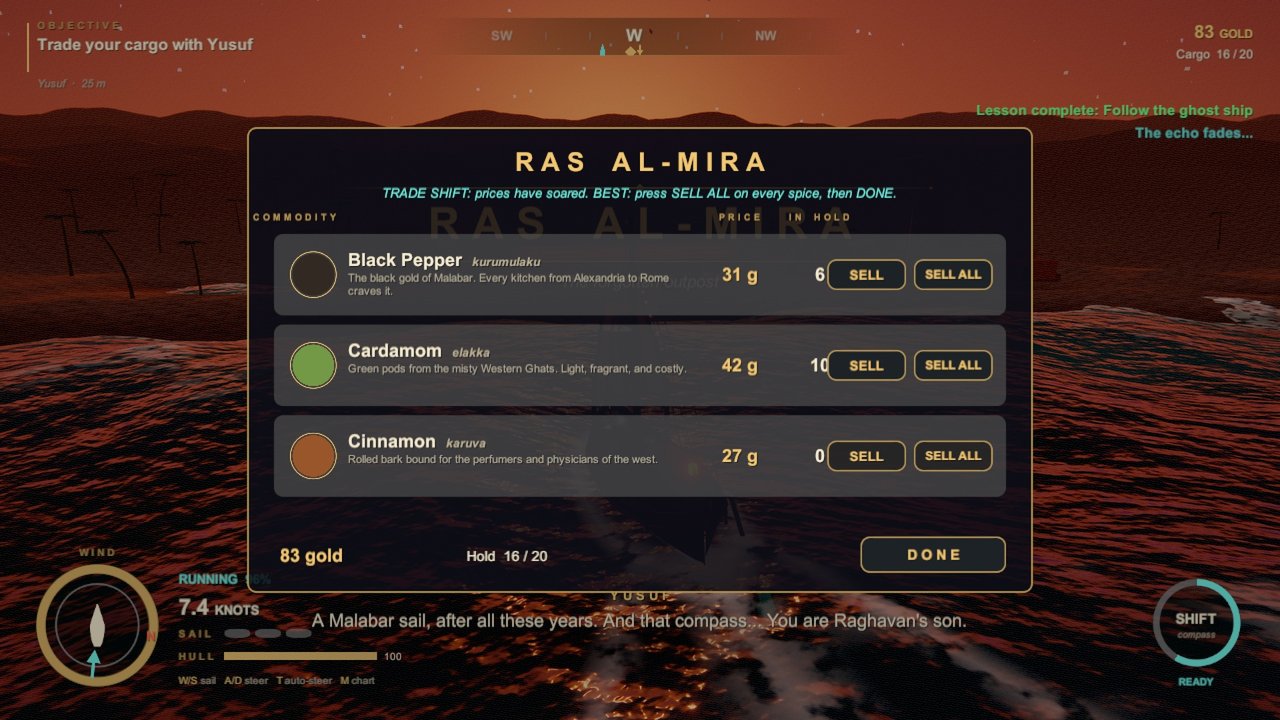 OBJECTIVE
Trade your cargo with Yusuf
Yusuf · 25 m
SW W NW
83 GOLD
Cargo 16 / 20
Lesson complete: Follow the ghost ship
The echo fades...
RAS AL-MIRA
TRADE SHIFT: prices have soared. BEST: press SELL ALL on every spice, then DONE.
RAS AL-MIRA
COMMODITY PRICE IN HOLD
Black Pepper kurumulaku
The black gold of Malabar. Every kitchen from Alexandria to Rome
craves it.
31 g 6 SELL SELL ALL
outpost
Cardamom elakka
Green pods from the misty Western Ghats. Light, fragrant, and costly.
42 g 10 SELL SELL ALL
Cinnamon karuva
Rolled bark bound for the perfumers and physicians of the west.
27 g 0 SELL SELL ALL
83 gold Hold 16 / 20 DONE
YUSUF
A Malabar sail, after all these years. And that compass... You are Raghavan's son.
WIND
N
RUNNING 96%
7.4 KNOTS
SAIL
HULL 100
W/S sail A/D steer T auto-steer M chart
SHIFT
compass
READY